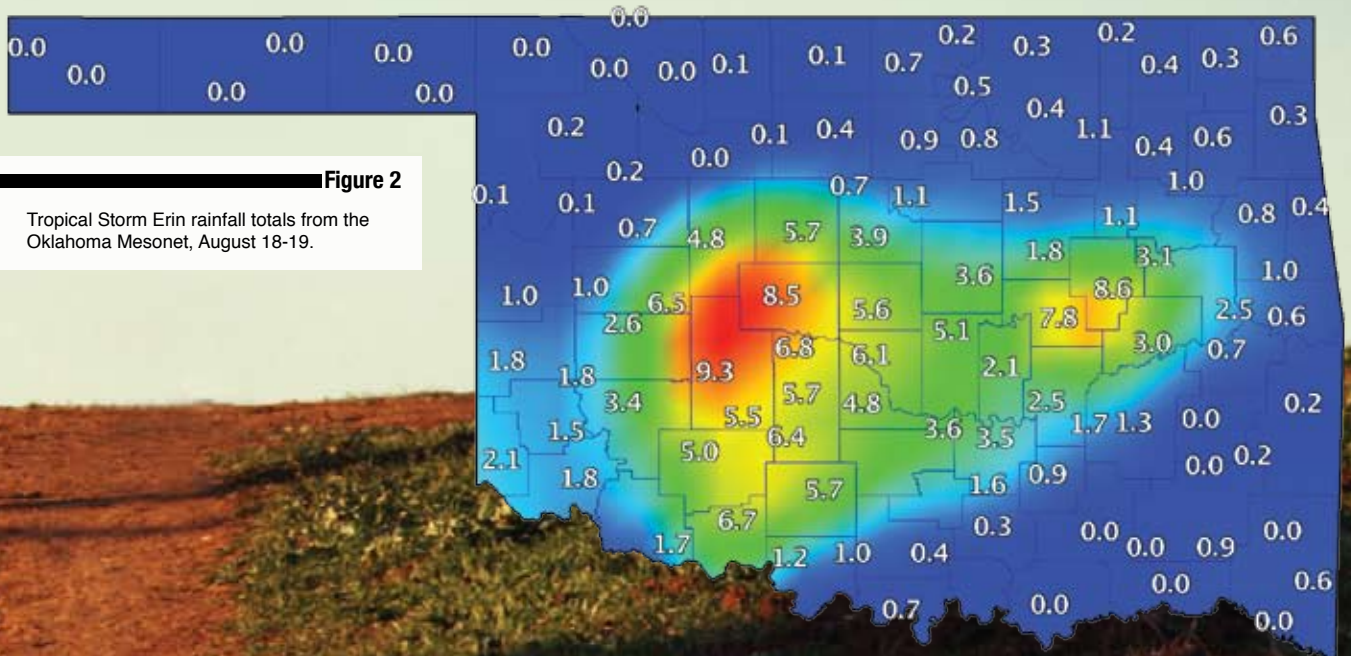 0.0
0.0 0.0 0.0 0.0 0.2 0.3 0.2 0.6
0.0 0.0 0.0 0.1 0.1 0.7 0.4 0.3
0.0 0.0 0.5
0.2 0.1 0.4 0.9 0.8 0.4 1.1 0.4 0.6 0.3
0.2 0.0
Figure 2
Tropical Storm Erin rainfall totals from the
Oklahoma Mesonet, August 18-19.
0.1 0.1 0.7 1.1 1.5 1.0
0.7 4.8 5.7 3.9 1.8 1.1 3.1 0.8 0.4
1.0 1.0 6.5 8.5 5.6 3.6 8.6 1.0
2.6 5.1 7.8 2.5 0.6
1.8 1.8 9.3 6.8 6.1 2.1 3.0 0.7
3.4 5.5 5.7 4.8 2.5 0.2
1.5 6.4 3.6 3.5 1.7 1.3 0.0
2.1 5.0 0.0 0.2
1.8 5.7 1.6 0.9
6.7 0.3 0.0 0.0
1.7 1.2 1.0 0.4 0.0 0.9
0.7 0.0 0.0 0.6
0.0